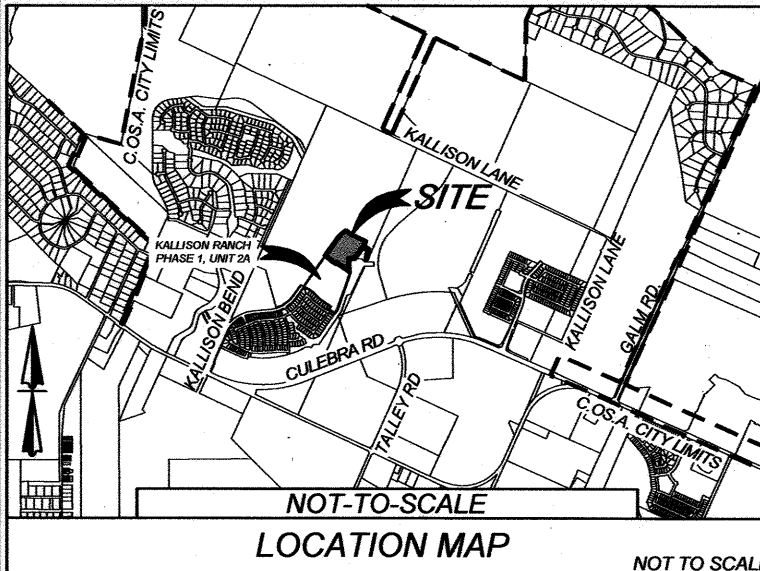 C.OS.A. CITY LIMITS
KALLISON LANE
SITE
KALLISON RANCH
PHASE 1, UNIT 2A
KALLISON BEND
KALLISON LANE
GALM RD.
CULEBRA RD
TALLEY RD
C.OS.A. CITY LIMITS
NOT-TO-SCALE
LOCATION MAP
NOT TO SCALE